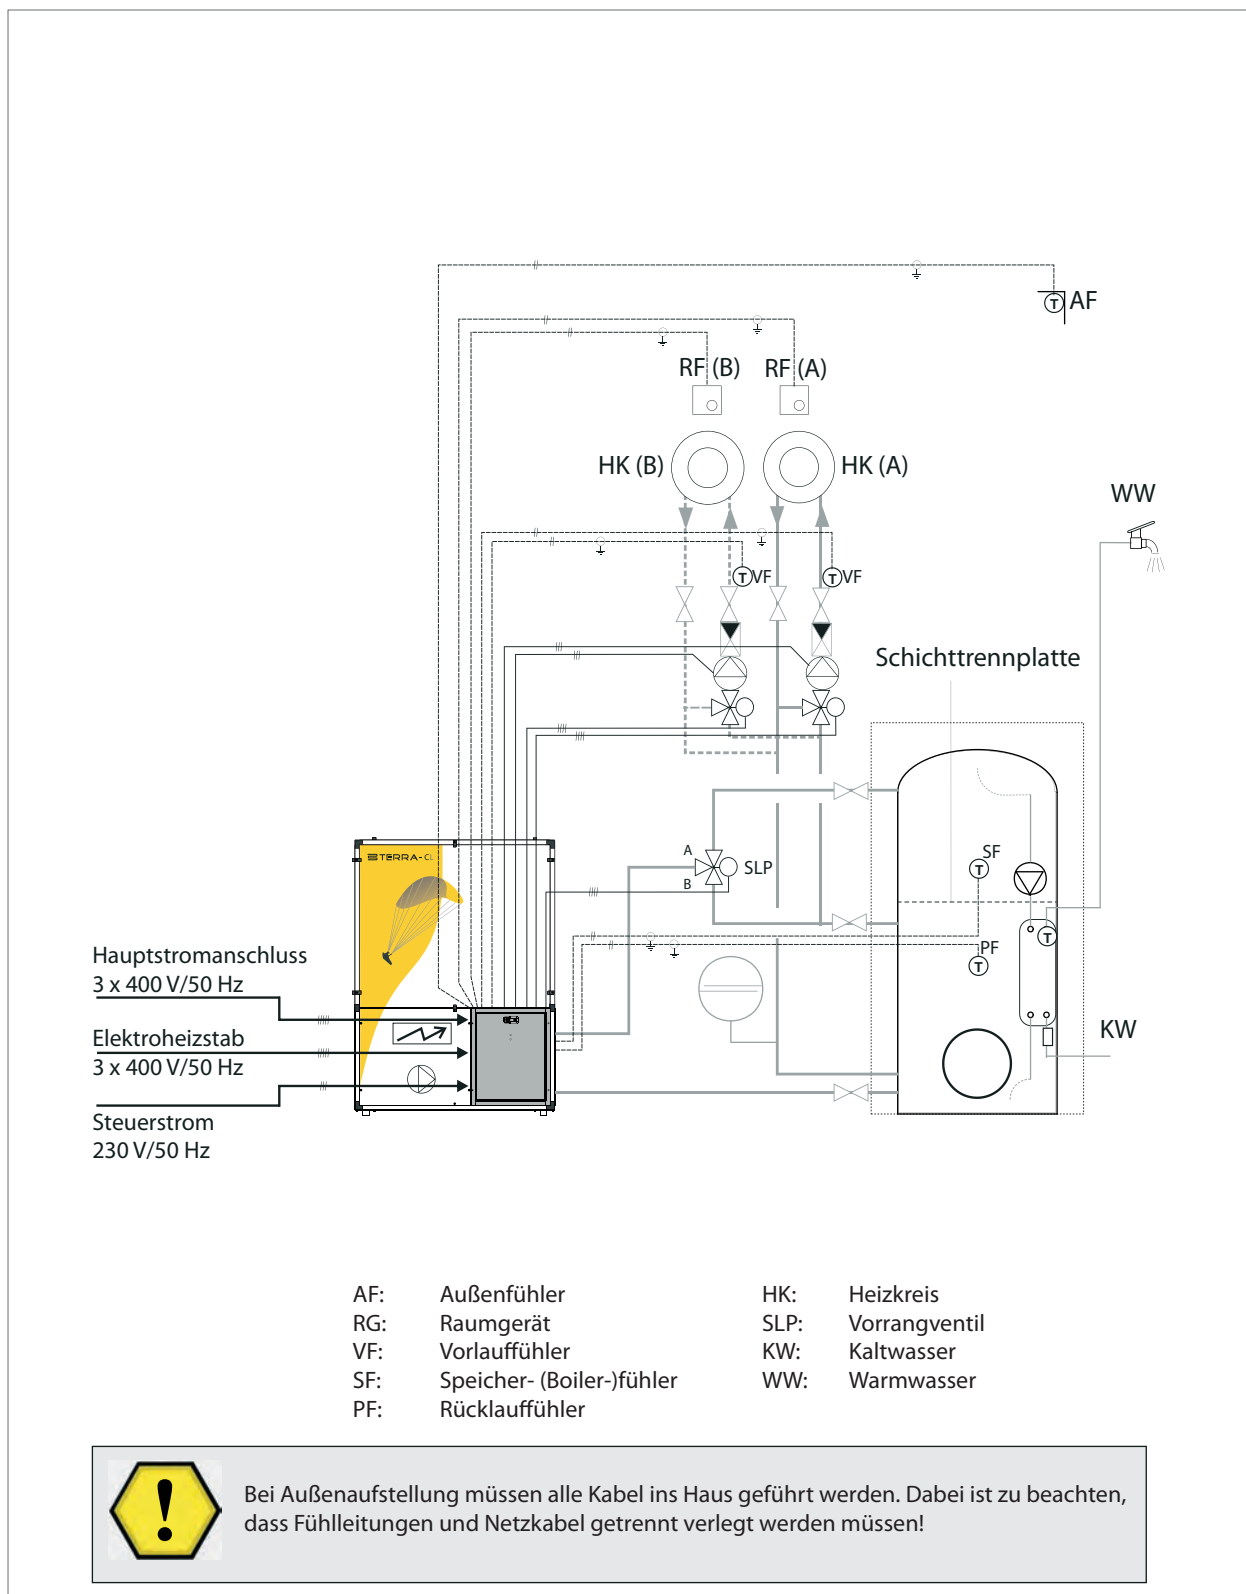 AF
RF (B)
RF (A)
HK (B)
HK (A)
WW
VF
VF
Schichttrennplatte
TERRA-CL
A
SLP
B
SF
PF
KW
Hauptstromanschluss
3 x 400 V/50 Hz
Elektroheizstab
3 x 400 V/50 Hz
Steuerstrom
230 V/50 Hz
T
T
T
T
T
T
AF: Außenfühler
RG: Raumgerät
VF: Vorlauffühler
SF: Speicher- (Boiler-)fühler
PF: Rücklauffühler
HK: Heizkreis
SLP: Vorrangventil
KW: Kaltwasser
WW: Warmwasser
!
Bei Außenaufstellung müssen alle Kabel ins Haus geführt werden. Dabei ist zu beachten,
dass Fühlleitungen und Netzkabel getrennt verlegt werden müssen!